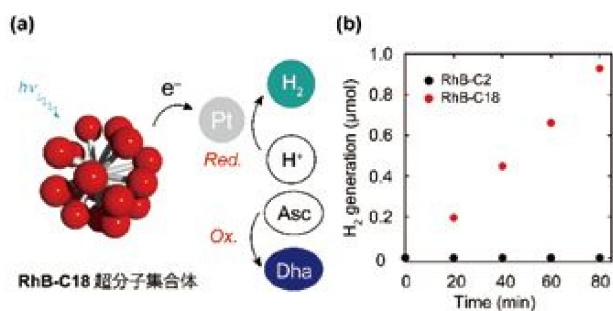 (a)
hν
e⁻
Pt
H₂
Red.
H⁺
Asc
Ox.
Dha
RhB-C18 超分子集合体
(b)
H₂ generation (μmol)
1.0
0.8
0.6
0.4
0.2
0
RhB-C2
RhB-C18
0 20 40 60 80
Time (min)